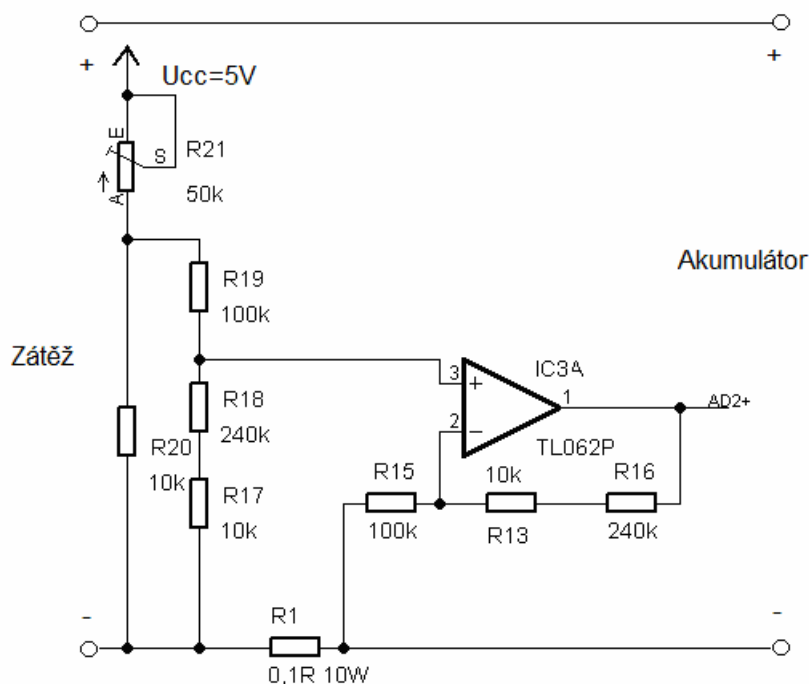 +
+
Ucc=5V
E
S
R21
A
50k
R19
100k
Akumulátor
Zátěž
3
+
IC3A
1
AD2+
2
-
TL062P
R18
240k
R20
10k
R17
10k
R15
100k
10k
R13
R16
240k
-
-
R1
0,1R 10W